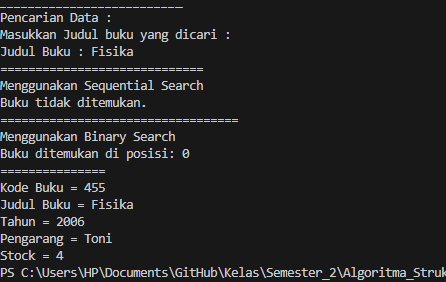 ___________________________
Pencarian Data :
Masukkan Judul buku yang dicari :
Judul Buku : Fisika
=============================
Menggunakan Sequential Search
Buku tidak ditemukan.
==================================
Menggunakan Binary Search
Buku ditemukan di posisi: 0
===============
Kode Buku = 455
Judul Buku = Fisika
Tahun = 2006
Pengarang = Toni
Stock = 4
PS C:\Users\HP\Documents\GitHub\Kelas\Semester_2\Algoritma_Struk